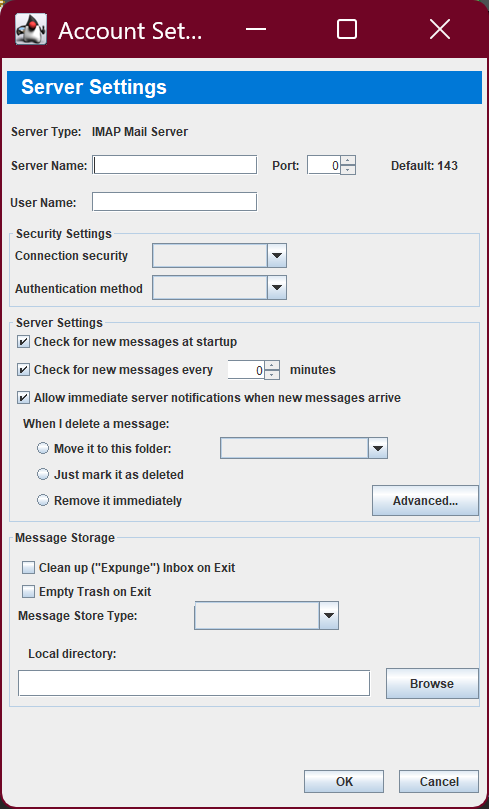 Account Set...
Server Settings
Server Type: IMAP Mail Server
Server Name: Port: 0 Default: 143
User Name:
Security Settings
Connection security
Authentication method
Server Settings
Check for new messages at startup
Check for new messages every 0 minutes
Allow immediate server notifications when new messages arrive
When I delete a message:
Move it to this folder:
Just mark it as deleted
Remove it immediately
Advanced...
Message Storage
Clean up ("Expunge") Inbox on Exit
Empty Trash on Exit
Message Store Type:
Local directory:
Browse
OK Cancel